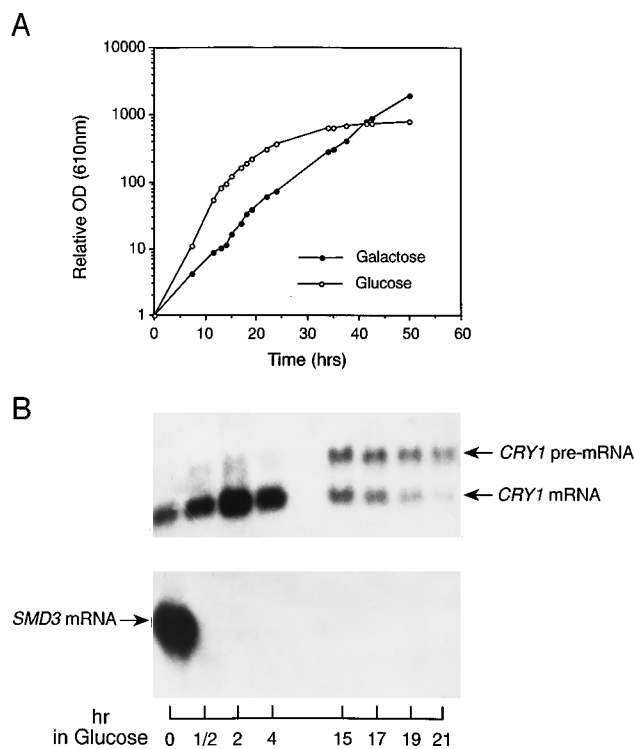 A
10000
1000
100
10
1
Relative OD (610nm)
Galactose
Glucose
0 10 20 30 40 50 60
Time (hrs)
B
CRY1 pre-mRNA
CRY1 mRNA
SMD3 mRNA
hr
in Glucose 0 1/2 2 4 15 17 19 21